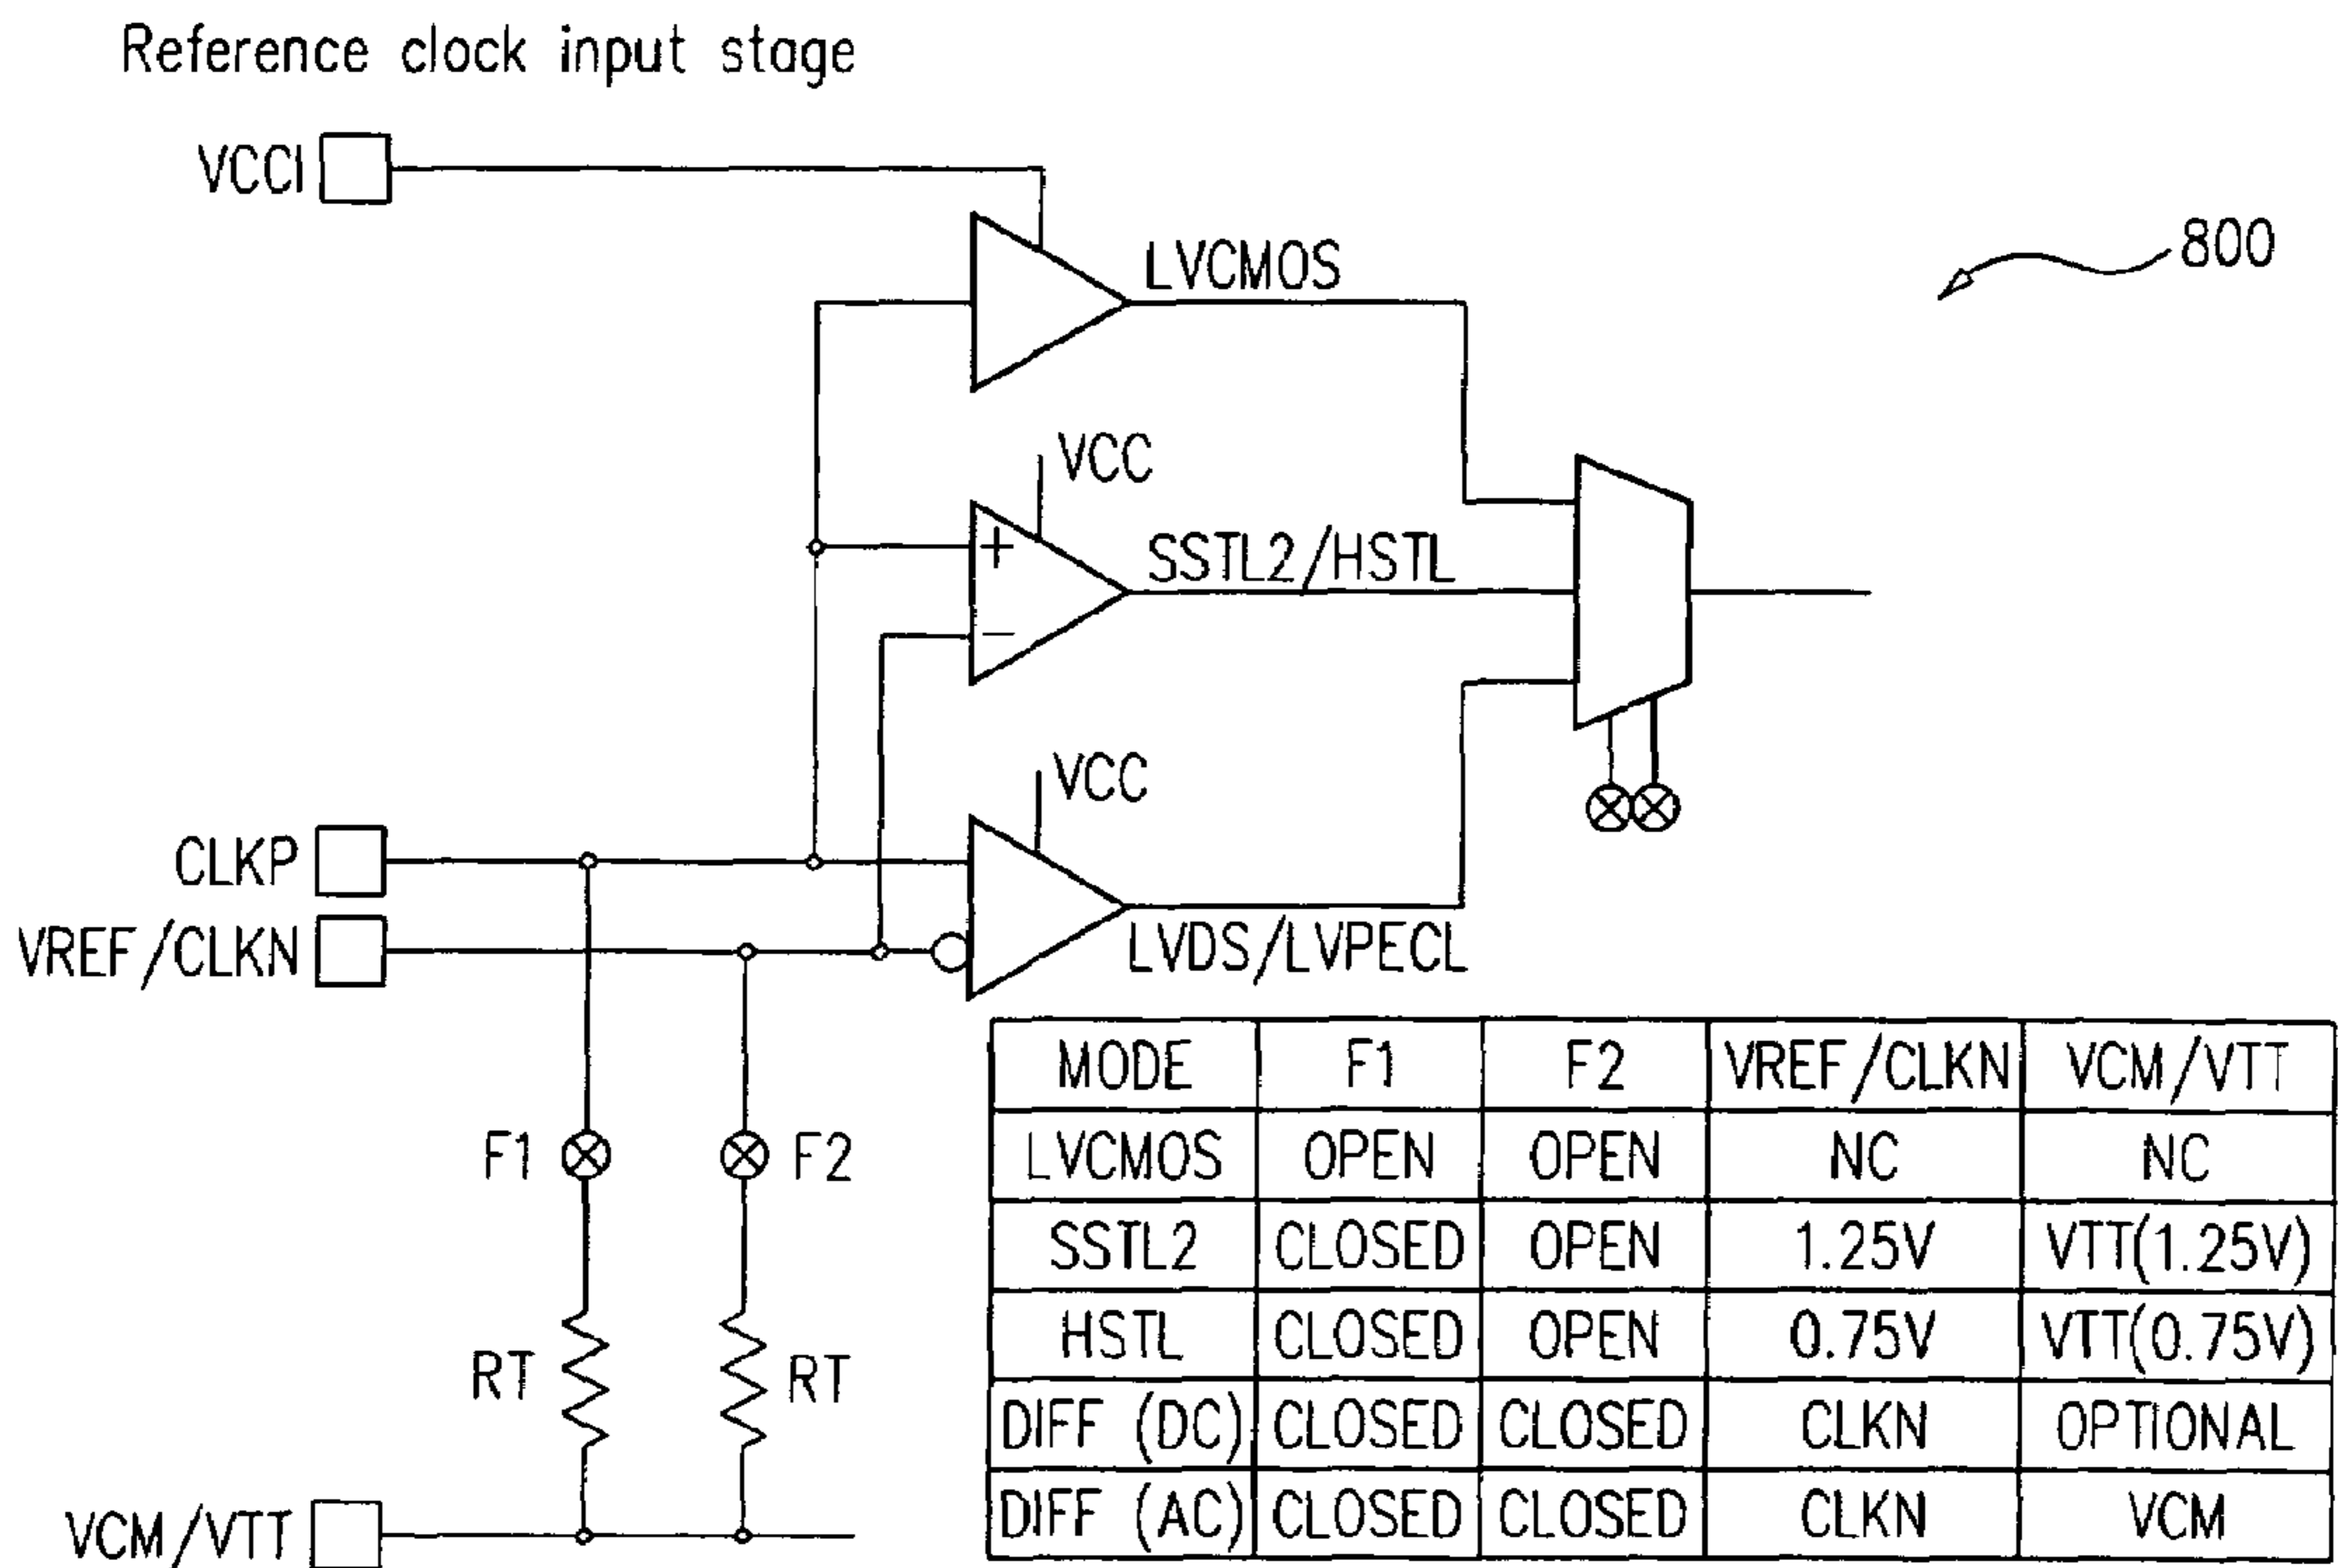 Reference clock input stage
VCCI
LVCMOS
800
VCC
+
SSTL2/HSTL
−
VCC
CLKP
VREF/CLKN
LVDS/LVPECL
F1
F2
RT
RT
VCM/VTT
MODE F1 F2 VREF/CLKN VCM/VTT
LVCMOS OPEN OPEN NC NC
SSTL2 CLOSED OPEN 1.25V VTT(1.25V)
HSTL CLOSED OPEN 0.75V VTT(0.75V)
DIFF (DC) CLOSED CLOSED CLKN OPTIONAL
DIFF (AC) CLOSED CLOSED CLKN VCM